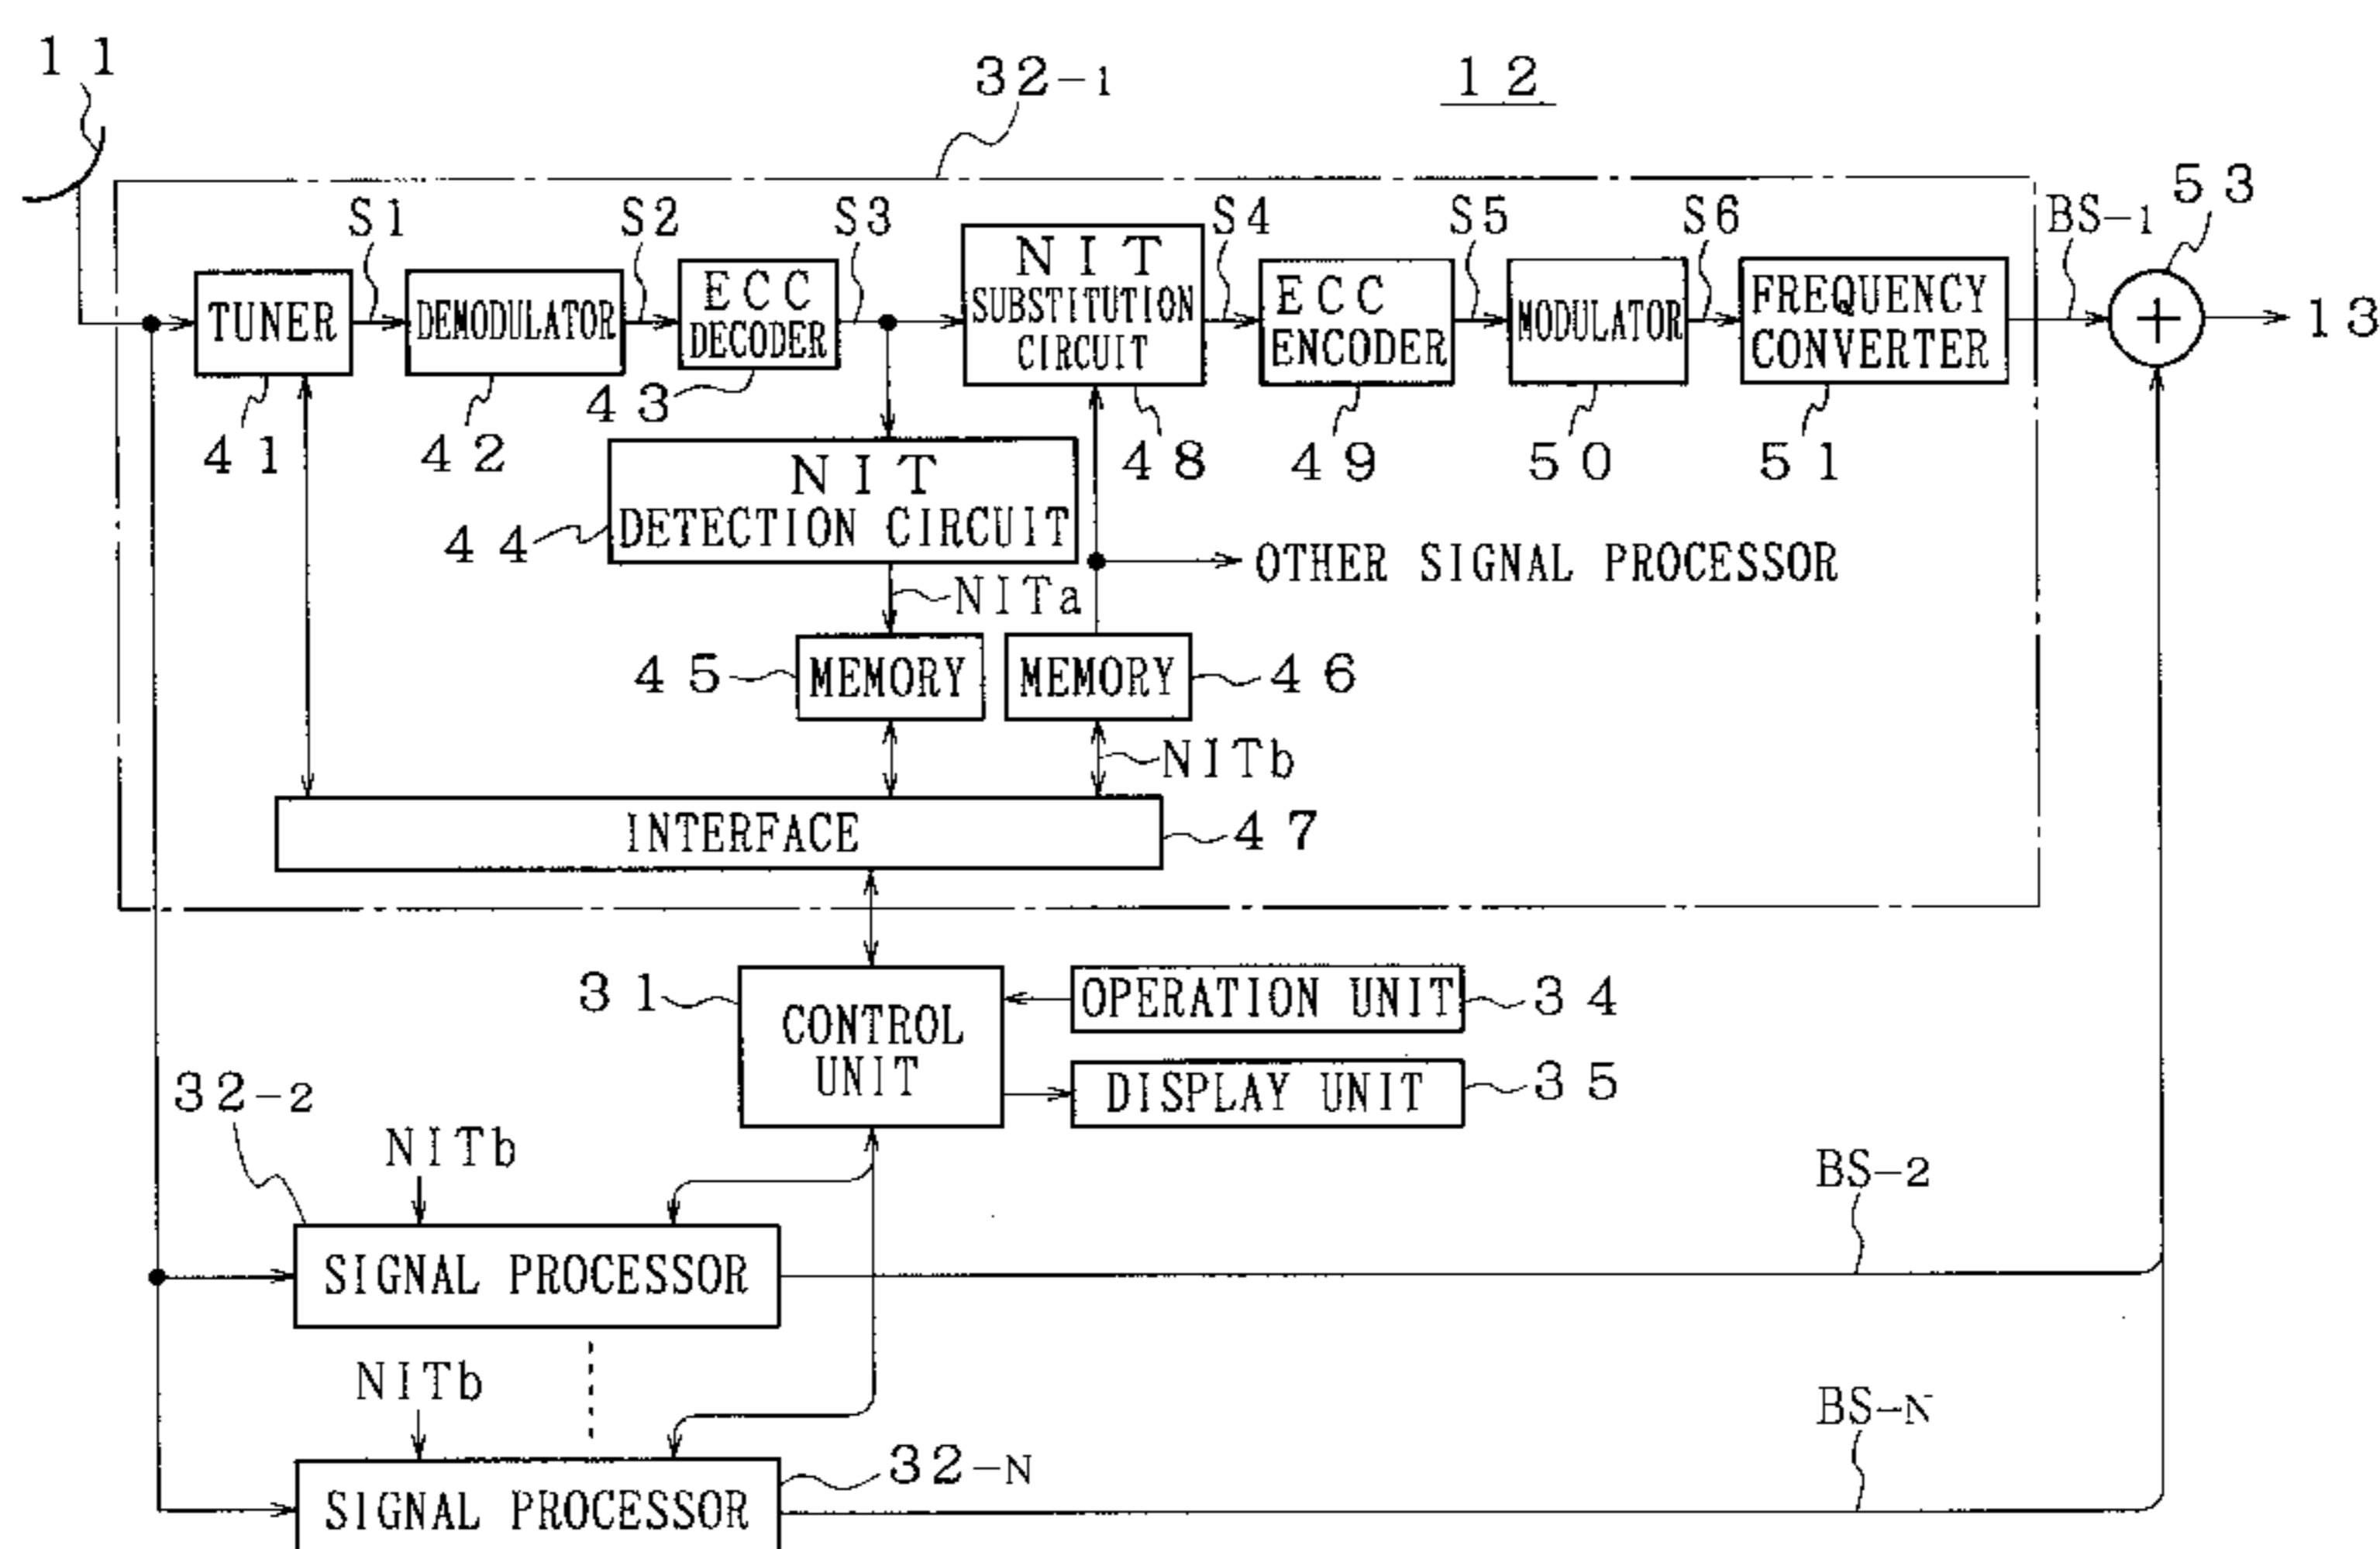 11
32-1
12
53
S1
S2
S3
S4
S5
S6
BS-1
TUNER
DEMODULATOR
ECC
DECODER
NIT
SUBSTITUTION
CIRCUIT
ECC
ENCODER
MODULATOR
FREQUENCY
CONVERTER
13
41
42
43
48
49
50
51
NIT
DETECTION CIRCUIT
44
OTHER SIGNAL PROCESSOR
NITa
45
MEMORY
MEMORY
46
NITb
INTERFACE
47
31
CONTROL
UNIT
OPERATION UNIT
34
DISPLAY UNIT
35
32-2
NITb
BS-2
SIGNAL PROCESSOR
NITb
BS-N
32-N
SIGNAL PROCESSOR